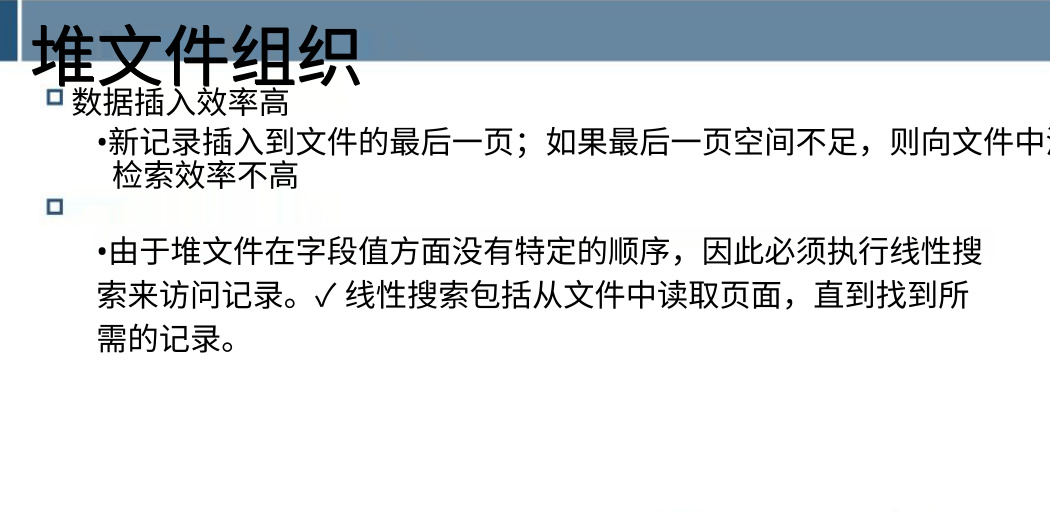 堆文件组织
数据插入效率高
•新记录插入到文件的最后一页；如果最后一页空间不足，则向文件中
检索效率不高
•由于堆文件在字段值方面没有特定的顺序，因此必须执行线性搜
索来访问记录。✓ 线性搜索包括从文件中读取页面，直到找到所
需的记录。